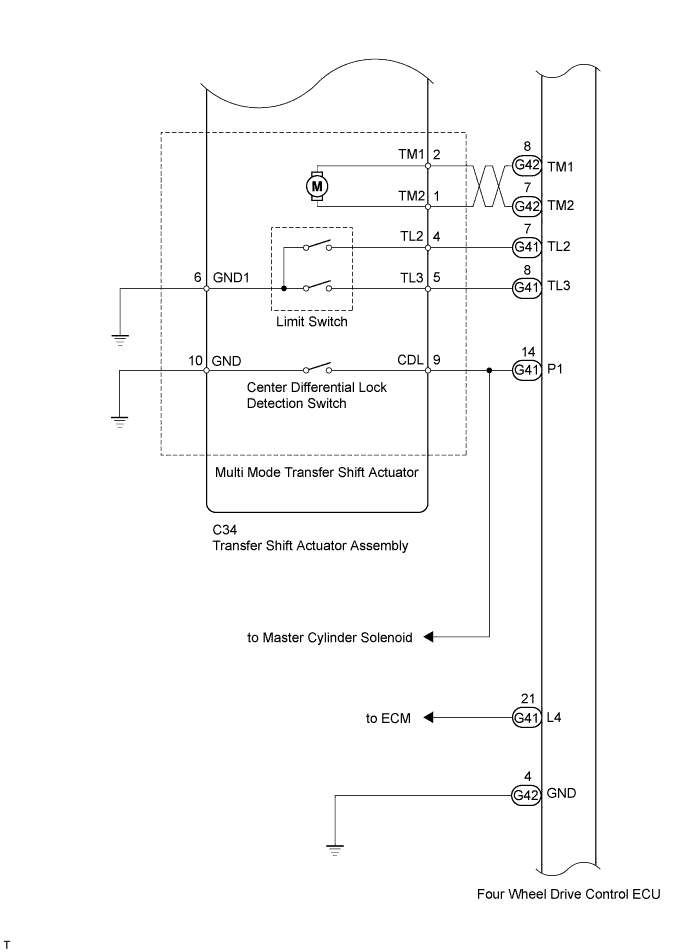 8
TM1 2 G42 TM1
M
7
TM2 1 G42 TM2
7
TL2 4 G41 TL2
8
6 GND1 TL3 5 G41 TL3
Limit Switch
14
10 GND CDL 9 G41 P1
Center Differential Lock
Detection Switch
Multi Mode Transfer Shift Actuator
C34
Transfer Shift Actuator Assembly
to Master Cylinder Solenoid
21
to ECM G41 L4
4
G42 GND
Four Wheel Drive Control ECU
T